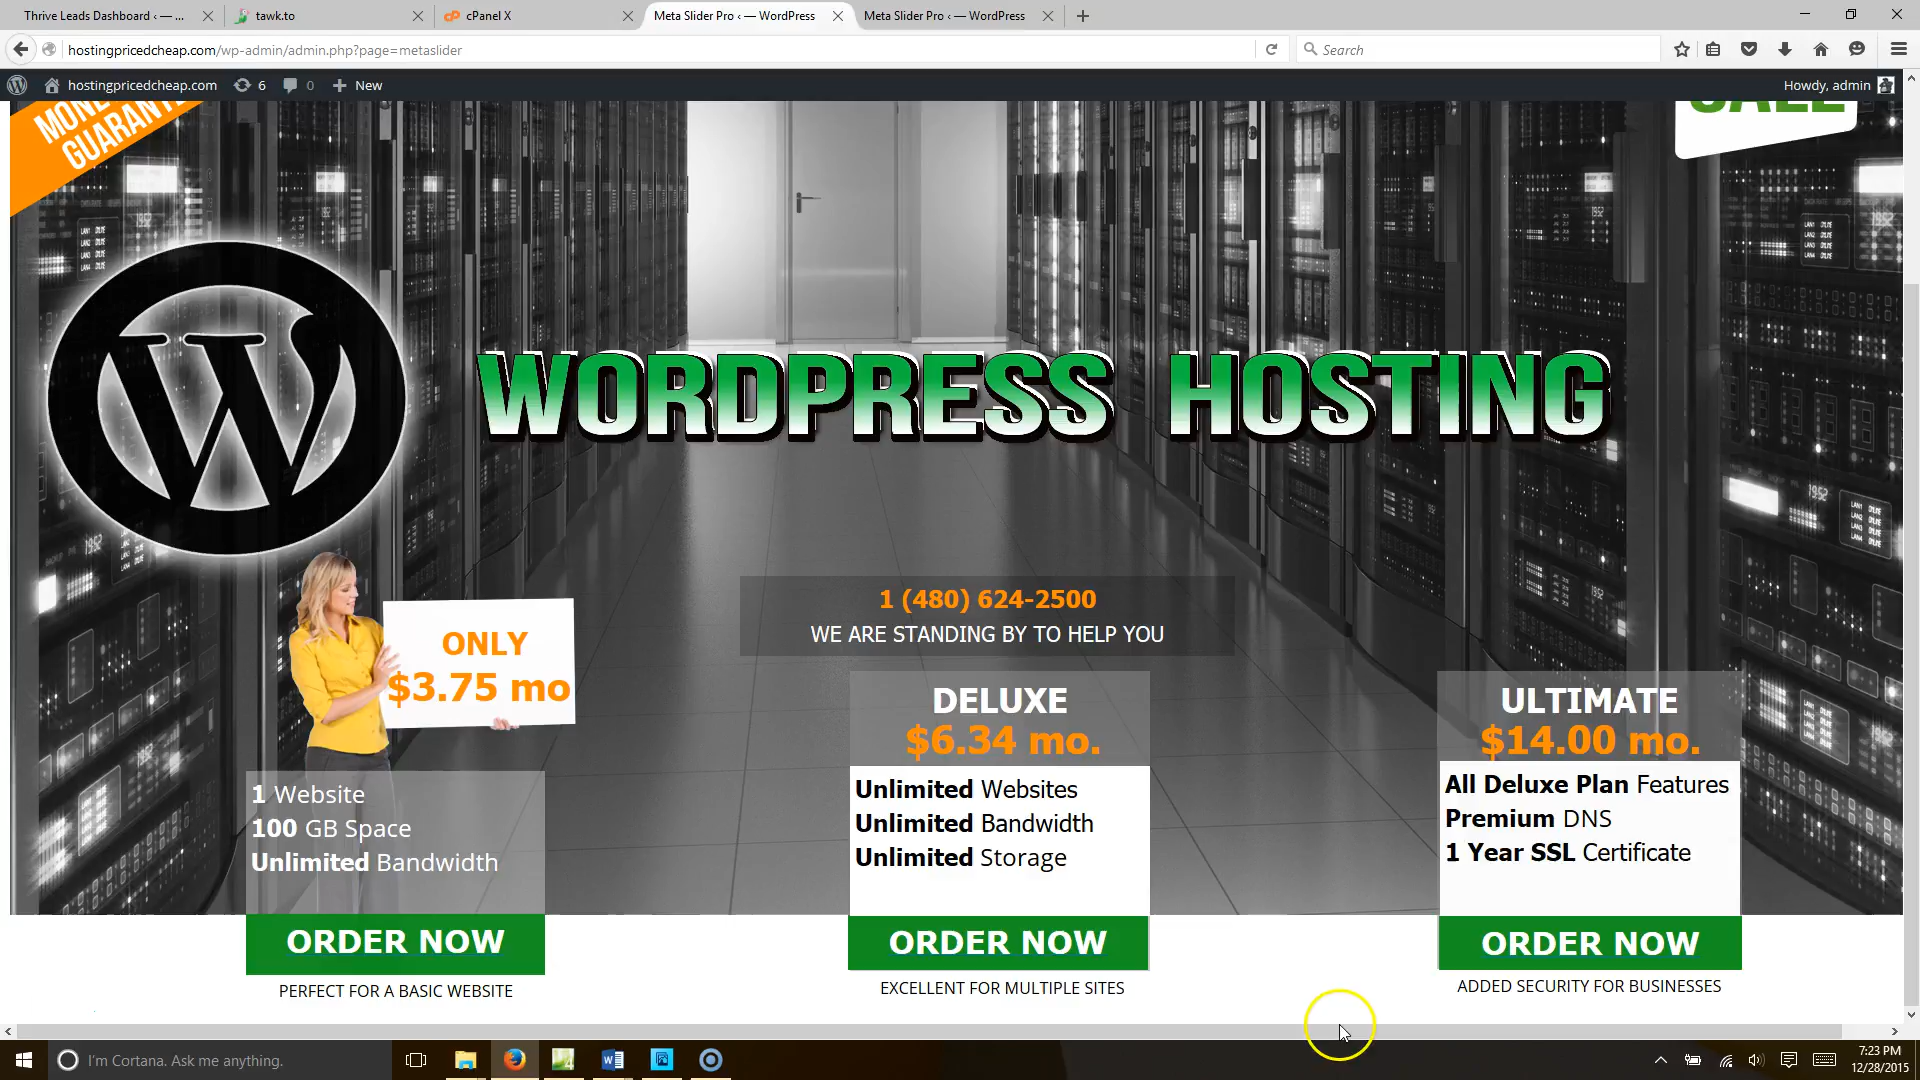 Thrive Leads Dashboard ‹ — ...
tawk.to
cPanel X
Meta Slider Pro ‹ — WordPress
Meta Slider Pro ‹ — WordPress
hostingpricedcheap.com/wp-admin/admin.php?page=metaslider
Search
hostingpricedcheap.com
6
0
New
Howdy, admin
MONE
GUARANTE
SALE
WORDPRESS HOSTING
1 (480) 624-2500
WE ARE STANDING BY TO HELP YOU
ONLY
$3.75 mo
1 Website
100 GB Space
Unlimited Bandwidth
ORDER NOW
PERFECT FOR A BASIC WEBSITE
DELUXE
$6.34 mo.
Unlimited Websites
Unlimited Bandwidth
Unlimited Storage
ORDER NOW
EXCELLENT FOR MULTIPLE SITES
ULTIMATE
$14.00 mo.
All Deluxe Plan Features
Premium DNS
1 Year SSL Certificate
ORDER NOW
ADDED SECURITY FOR BUSINESSES
I'm Cortana. Ask me anything.
7:23 PM
12/28/2015